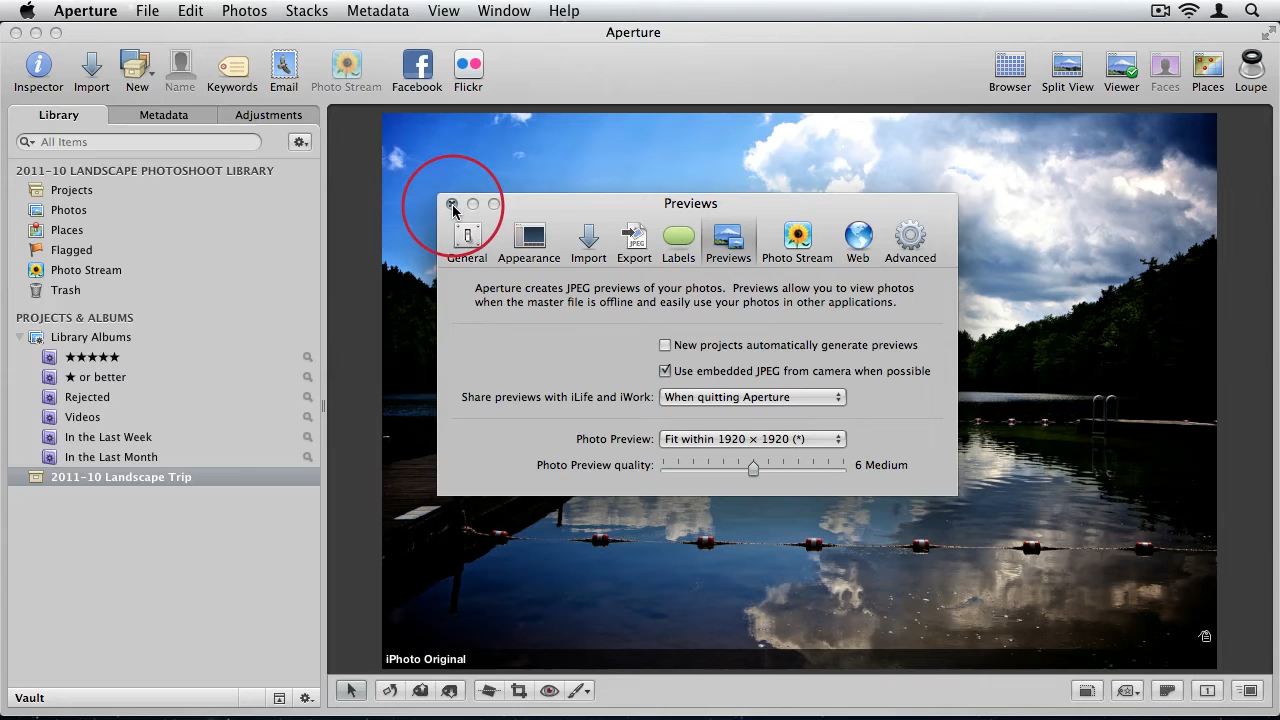 Aperture File Edit Photos Stacks Metadata View Window Help
Aperture
Inspector Import New Name Keywords Email Photo Stream Facebook Flickr Browser Split View Viewer Faces Places Loupe
Library Metadata Adjustments
All Items
2011-10 LANDSCAPE PHOTOSHOOT LIBRARY
Projects
Photos
Places
Flagged
Photo Stream
Trash
PROJECTS & ALBUMS
Library Albums
★★★★★
★ or better
Rejected
Videos
In the Last Week
In the Last Month
2011-10 Landscape Trip
Vault
Previews
General Appearance Import Export Labels Previews Photo Stream Web Advanced
JPEG
Aperture creates JPEG previews of your photos. Previews allow you to view photos
when the master file is offline and easily use your photos in other applications.
New projects automatically generate previews
Use embedded JPEG from camera when possible
Share previews with iLife and iWork: When quitting Aperture
Photo Preview: Fit within 1920 × 1920 (*)
Photo Preview quality: 6 Medium
iPhoto Original
1